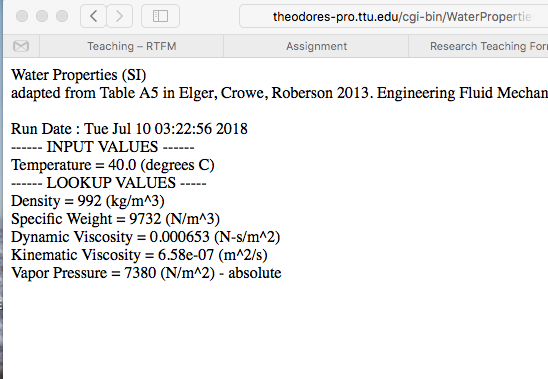 theodores-pro.ttu.edu/cgi-bin/WaterPropertie
Teaching – RTFM Assignment Research Teaching For
Water Properties (SI)
adapted from Table A5 in Elger, Crowe, Roberson 2013. Engineering Fluid Mechan
Run Date : Tue Jul 10 03:22:56 2018
------ INPUT VALUES ------
Temperature = 40.0 (degrees C)
------ LOOKUP VALUES -----
Density = 992 (kg/m^3)
Specific Weight = 9732 (N/m^3)
Dynamic Viscosity = 0.000653 (N-s/m^2)
Kinematic Viscosity = 6.58e-07 (m^2/s)
Vapor Pressure = 7380 (N/m^2) - absolute